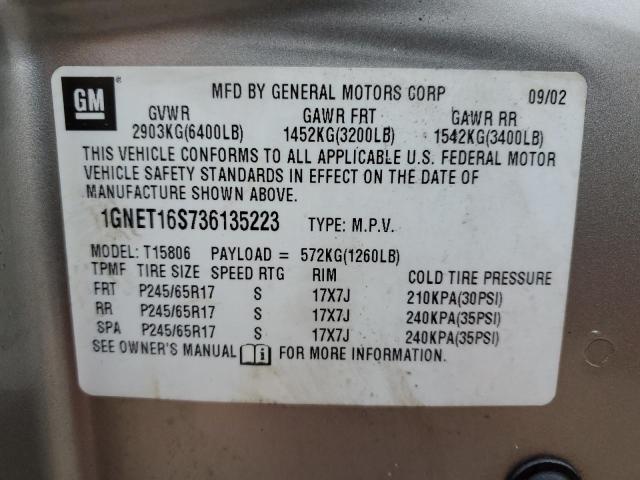 GM
MFD BY GENERAL MOTORS CORP 09/02
GVWR GAWR FRT GAWR RR
2903KG(6400LB) 1452KG(3200LB) 1542KG(3400LB)
THIS VEHICLE CONFORMS TO ALL APPLICABLE U.S. FEDERAL MOTOR
VEHICLE SAFETY STANDARDS IN EFFECT ON THE DATE OF
MANUFACTURE SHOWN ABOVE.
1GNET16S736135223 TYPE: M.P.V.
MODEL: T15806 PAYLOAD = 572KG(1260LB)
TPMF TIRE SIZE SPEED RTG RIM COLD TIRE PRESSURE
FRT P245/65R17 S 17X7J 210KPA(30PSI)
RR P245/65R17 S 17X7J 240KPA(35PSI)
SPA P245/65R17 S 17X7J 240KPA(35PSI)
SEE OWNER'S MANUAL FOR MORE INFORMATION.